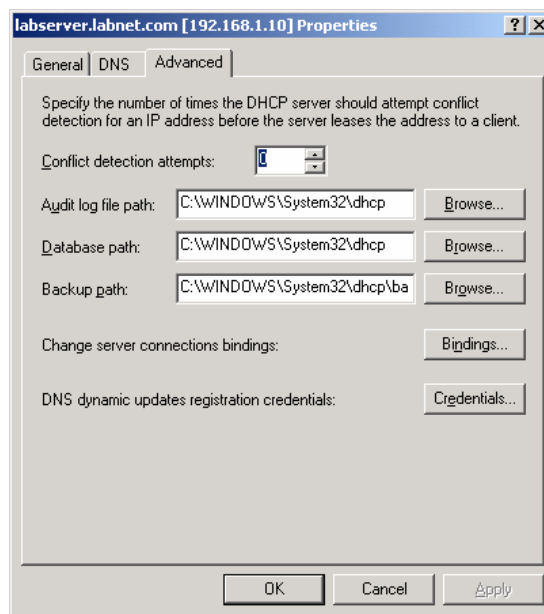 labserver.labnet.com [192.168.1.10] Properties
General DNS Advanced
Specify the number of times the DHCP server should attempt conflict
detection for an IP address before the server leases the address to a client.
Conflict detection attempts: 0
Audit log file path: C:\WINDOWS\System32\dhcp Browse...
Database path: C:\WINDOWS\System32\dhcp Browse...
Backup path: C:\WINDOWS\System32\dhcp\ba Browse...
Change server connections bindings: Bindings...
DNS dynamic updates registration credentials: Credentials...
OK Cancel Apply